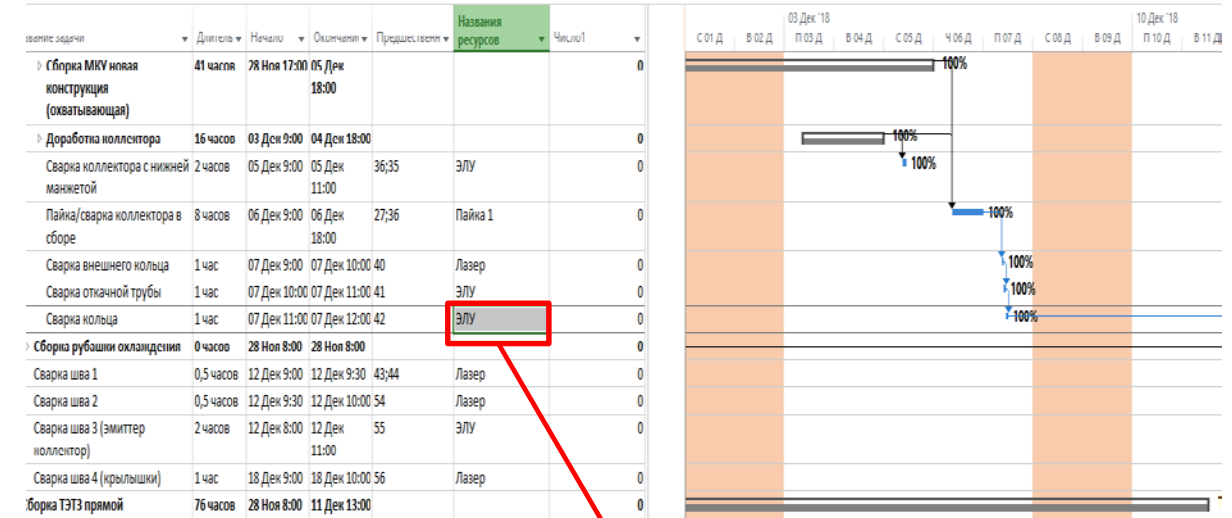 03 Дек '18 10 Дек '18
Названия
ресурсов
Длитель Начало Окончани Предшественн Число1
С 01 Д В 02 Д П 03 Д В 04 Д С 05 Д Ч 06 Д П 07 Д С 08 Д В 09 Д П 10 Д В 11 Д
Сборка МКУ новая 41 часов 28 Ноя 17:00 05 Дек 0 100%
конструкция 18:00
(охватывающая)
Доработка коллектора 16 часов 03 Дек 9:00 04 Дек 18:00 0 100%
Сварка коллектора с нижней 2 часов 05 Дек 9:00 05 Дек 36;35 ЭЛУ 0 100%
манжетой 11:00
Пайка/сварка коллектора в 8 часов 06 Дек 9:00 06 Дек 27;36 Пайка 1 0 100%
сборе 18:00
Сварка внешнего кольца 1 час 07 Дек 9:00 07 Дек 10:00 40 Лазер 0 100%
Сварка откачной трубы 1 час 07 Дек 10:00 07 Дек 11:00 41 ЭЛУ 0 100%
Сварка кольца 1 час 07 Дек 11:00 07 Дек 12:00 42 ЭЛУ 0 100%
Сборка рубашки охлаждения 0 часов 28 Ноя 8:00 28 Ноя 8:00 0
Сварка шва 1 0,5 часов 12 Дек 9:00 12 Дек 9:30 43;44 Лазер 0
Сварка шва 2 0,5 часов 12 Дек 9:30 12 Дек 10:00 54 Лазер 0
Сварка шва 3 (эмиттер 2 часов 12 Дек 8:00 12 Дек 55 ЭЛУ 0
коллектор) 11:00
Сварка шва 4 (крылышки) 1 час 18 Дек 9:00 18 Дек 10:00 56 Лазер 0
борка ТЭТЗ прямой 76 часов 28 Ноя 8:00 11 Дек 13:00 0